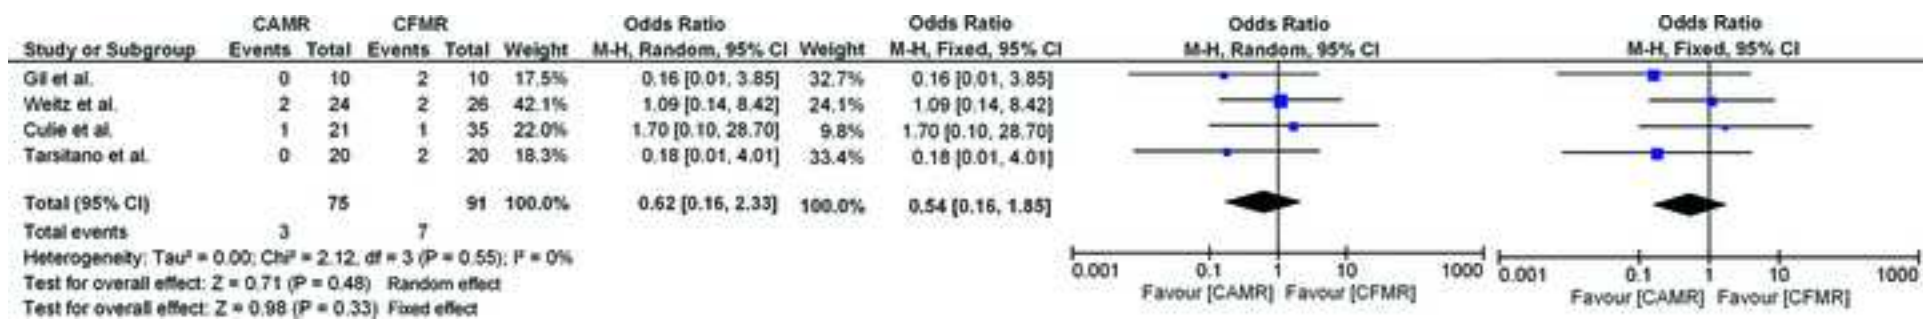 CAMR CFMR Odds Ratio Odds Ratio Odds Ratio Odds Ratio
Study or Subgroup Events Total Events Total Weight M-H, Random, 95% CI Weight M-H, Fixed, 95% CI M-H, Random, 95% CI M-H, Fixed, 95% CI
Gil et al. 0 10 2 10 17.5% 0.16 [0.01, 3.85] 32.7% 0.16 [0.01, 3.85]
Weitz et al. 2 24 2 26 42.1% 1.09 [0.14, 8.42] 24.1% 1.09 [0.14, 8.42]
Culie et al. 1 21 1 35 22.0% 1.70 [0.10, 28.70] 9.8% 1.70 [0.10, 28.70]
Tarsitano et al. 0 20 2 20 18.3% 0.18 [0.01, 4.01] 33.4% 0.18 [0.01, 4.01]
Total (95% CI) 75 91 100.0% 0.62 [0.16, 2.33] 100.0% 0.54 [0.16, 1.85]
Total events 3 7
Heterogeneity: Tau² = 0.00; Chi² = 2.12, df = 3 (P = 0.55); I² = 0%
Test for overall effect: Z = 0.71 (P = 0.48) Random effect
Test for overall effect: Z = 0.98 (P = 0.33) Fixed effect
0.001 0.1 1 10 1000
Favour [CAMR] Favour [CFMR]
0.001 0.1 1 10 1000
Favour [CAMR] Favour [CFMR]